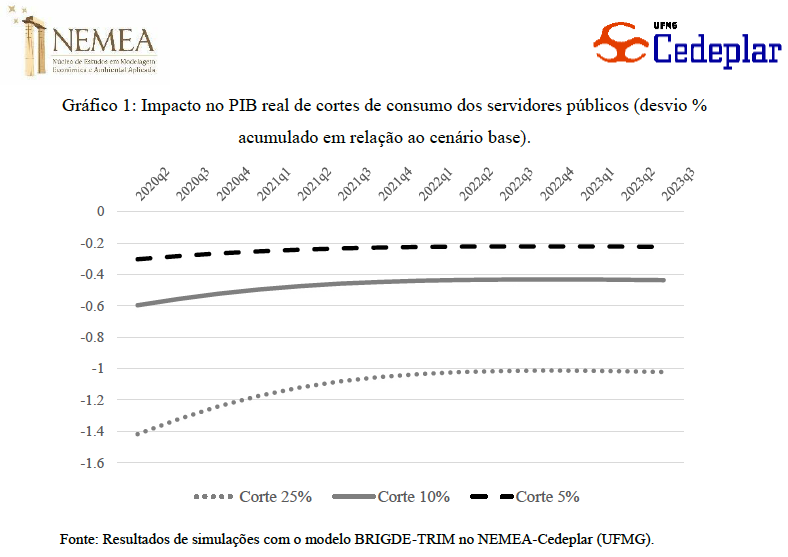 NEMEA
Núcleo de Estudos em Modelagem
Econômica e Ambiental Aplicada
UFMG
Cedeplar
Gráfico 1: Impacto no PIB real de cortes de consumo dos servidores públicos (desvio %
acumulado em relação ao cenário base).
2020q2 2020q3 2020q4 2021q1 2021q2 2021q3 2021q4 2022q1 2022q2 2022q3 2022q4 2023q1 2023q2 2023q3
0
-0.2
-0.4
-0.6
-0.8
-1
-1.2
-1.4
-1.6
Corte 25% Corte 10% Corte 5%
Fonte: Resultados de simulações com o modelo BRIGDE-TRIM no NEMEA-Cedeplar (UFMG).